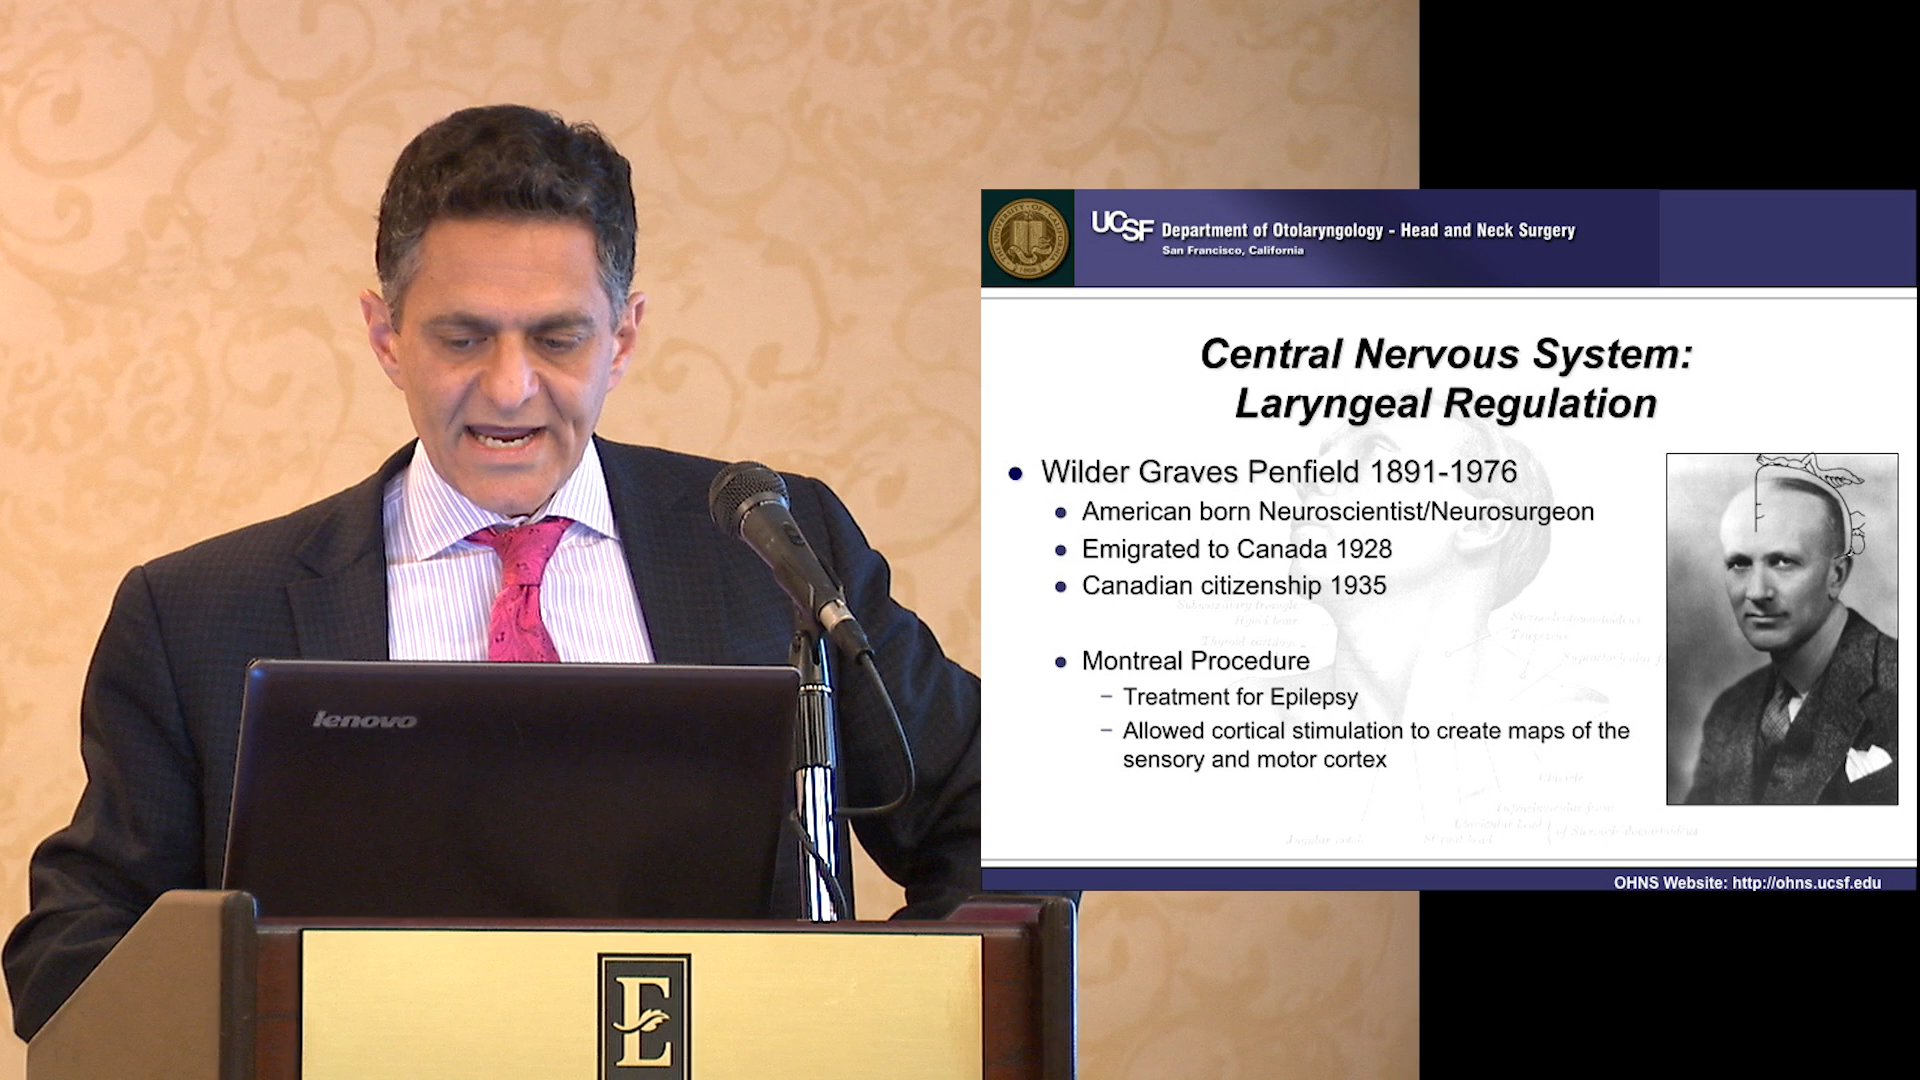 lenovo
E
UCSF Department of Otolaryngology - Head and Neck Surgery
San Francisco, California
Central Nervous System:
Laryngeal Regulation
Wilder Graves Penfield 1891-1976
American born Neuroscientist/Neurosurgeon
Emigrated to Canada 1928
Canadian citizenship 1935
Montreal Procedure
– Treatment for Epilepsy
– Allowed cortical stimulation to create maps of the
sensory and motor cortex
OHNS Website: http://ohns.ucsf.edu